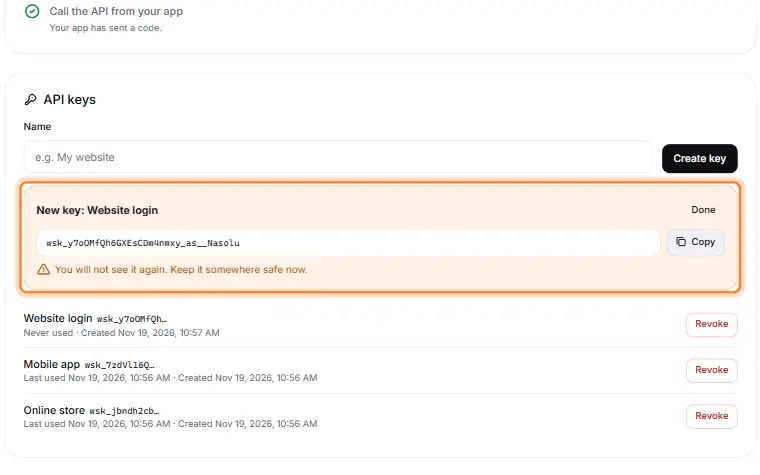 Call the API from your app
Your app has sent a code.
API keys
Name
e.g. My website
Create key
New key: Website login
Done
wsk_y7oOMfQh6GXEsCDm4nmxy_as__Nasolu
Copy
You will not see it again. Keep it somewhere safe now.
Website login wsk_y7oOMfQh…
Never used · Created Nov 19, 2026, 10:57 AM
Revoke
Mobile app wsk_7zdVl16Q…
Last used Nov 19, 2026, 10:56 AM · Created Nov 19, 2026, 10:56 AM
Revoke
Online store wsk_jbndh2cb…
Last used Nov 19, 2026, 10:56 AM · Created Nov 19, 2026, 10:56 AM
Revoke